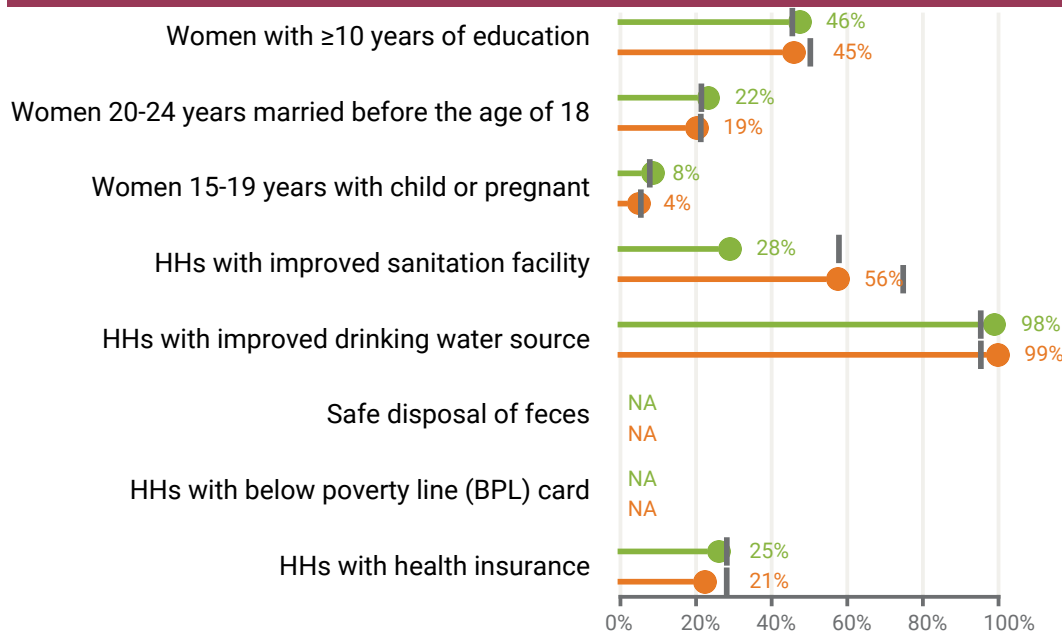 Women with ≥10 years of education
46%
45%
Women 20-24 years married before the age of 18
22%
19%
Women 15-19 years with child or pregnant
8%
4%
HHs with improved sanitation facility
28%
56%
HHs with improved drinking water source
98%
99%
Safe disposal of feces
NA
NA
HHs with below poverty line (BPL) card
NA
NA
HHs with health insurance
25%
21%
0% 20% 40% 60% 80% 100%